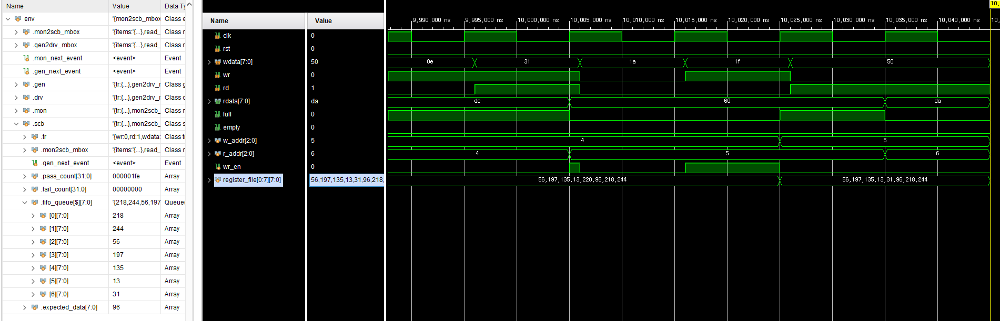 Name Value Data Ty
env '{mon2scb_mbox Class e
.mon2scb_mbox '{items:'{...},read_ Class m
.gen2drv_mbox '{items:'{...},read_ Class m
.mon_next_event <event> Event
.gen_next_event <event> Event
.gen '{tr:{...},gen2drv_r Class g
.drv '{tr:{...},gen2drv_r Class d
.mon '{tr:{...},mon2scb_ Class m
.scb '{tr:{...},mon2scb_ Class s
.tr '{wr:0,rd:1,wdata: Class tr
.mon2scb_mbox '{items:'{...},read_ Class m
.gen_next_event <event> Event
.pass_count[31:0] 000001fe Array
.fail_count[31:0] 00000000 Array
.fifo_queue[$][7:0] '{218,244,56,197 Queue(
[0][7:0] 218 Array
[1][7:0] 244 Array
[2][7:0] 56 Array
[3][7:0] 197 Array
[4][7:0] 135 Array
[5][7:0] 13 Array
[6][7:0] 31 Array
.expected_data[7:0] 96 Array
Name Value
clk 0
rst 0
wdata[7:0] 50
wr 0
rd 1
rdata[7:0] da
full 0
empty 0
w_addr[2:0] 5
r_addr[2:0] 6
wr_en 0
register_file[0:7][7:0] 56,197,135,13,31,96,218,
10,
9,990,000 ns 9,995,000 ns 10,000,000 ns 10,005,000 ns 10,010,000 ns 10,015,000 ns 10,020,000 ns 10,025,000 ns 10,030,000 ns 10,035,000 ns 10,040,000 ns 10,
0e 31 1a 1f 50
dc 60 da
4 5
4 5 6
56,197,135,13,220,96,218,244 56,197,135,13,31,96,218,244